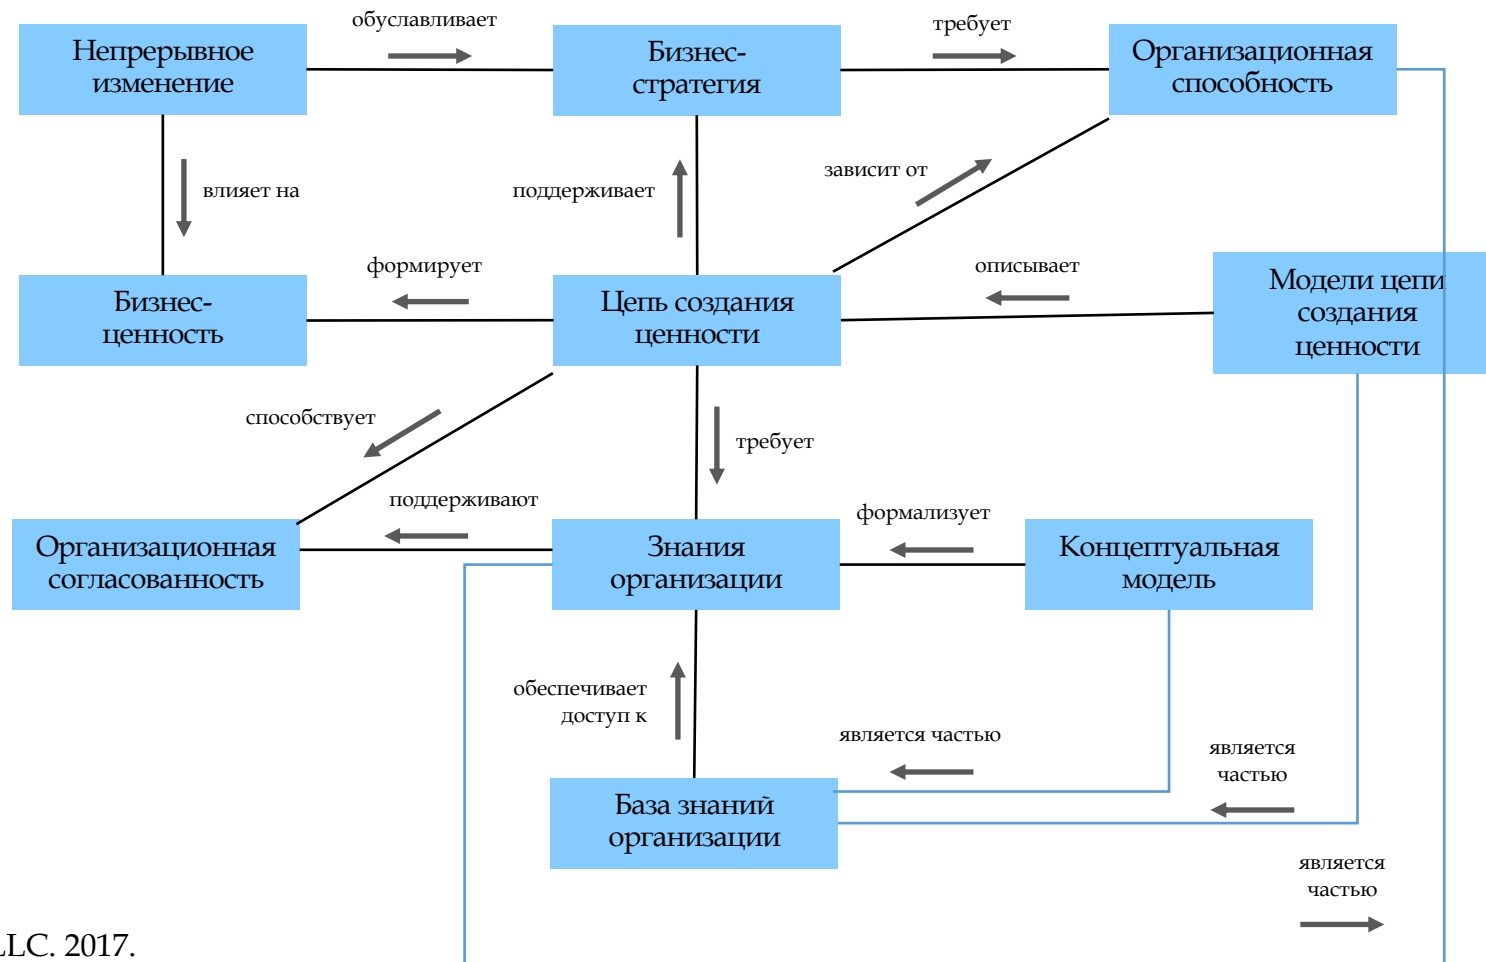 обуславливает
требует
Непрерывное
изменение
Бизнес-
стратегия
Организационная
способность
влияет на
поддерживает
зависит от
формирует
описывает
Бизнес-
ценность
Цепь создания
ценности
Модели цепи
создания
ценности
способствует
требует
поддерживают
формализует
Организационная
согласованность
Знания
организации
Концептуальная
модель
обеспечивает
доступ к
является частью
является
частью
База знаний
организации
является
частью
LLC. 2017.